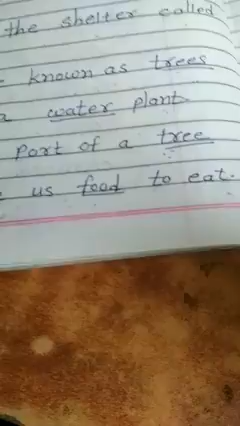 the shelter called
known as trees
a water plant
part of a tree
us food to eat.